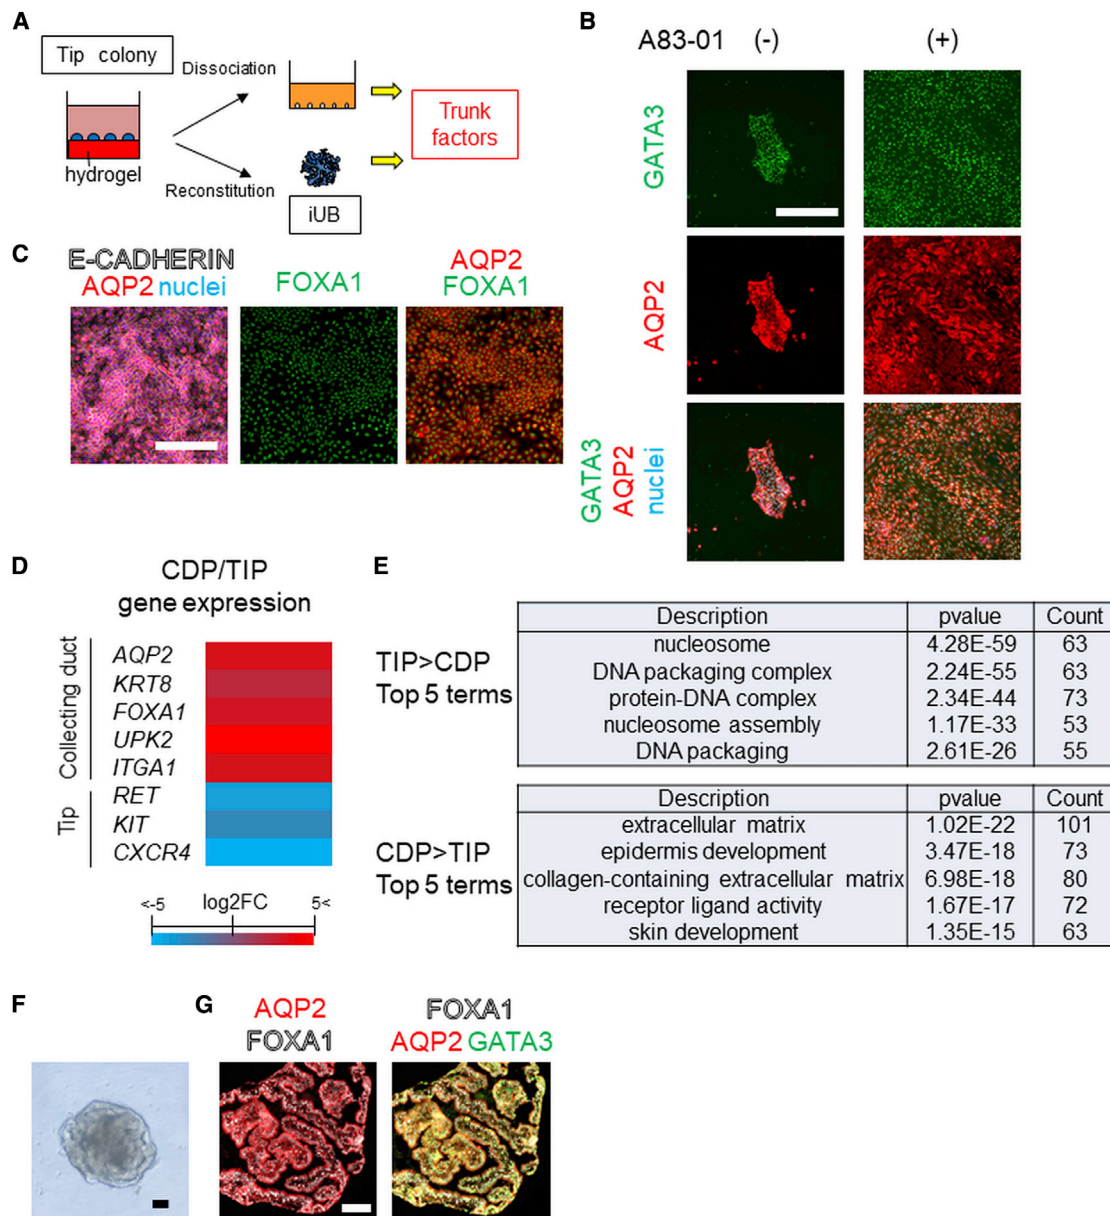 A
Tip colony
Dissociation
Trunk
factors
hydrogel
Reconstitution
iUB
B
A83-01 (-) (+)
GATA3
AQP2
GATA3
AQP2
nuclei
C
E-CADHERIN
AQP2 nuclei
FOXA1
AQP2
FOXA1
D
CDP/TIP
gene expression
Collecting duct
AQP2
KRT8
FOXA1
UPK2
ITGA1
Tip
RET
KIT
CXCR4
<-5 log2FC 5<
E
TIP>CDP
Top 5 terms
Description pvalue Count
nucleosome 4.28E-59 63
DNA packaging complex 2.24E-55 63
protein-DNA complex 2.34E-44 73
nucleosome assembly 1.17E-33 53
DNA packaging 2.61E-26 55
CDP>TIP
Top 5 terms
Description pvalue Count
extracellular matrix 1.02E-22 101
epidermis development 3.47E-18 73
collagen-containing extracellular matrix 6.98E-18 80
receptor ligand activity 1.67E-17 72
skin development 1.35E-15 63
F
G
AQP2
FOXA1
FOXA1
AQP2 GATA3